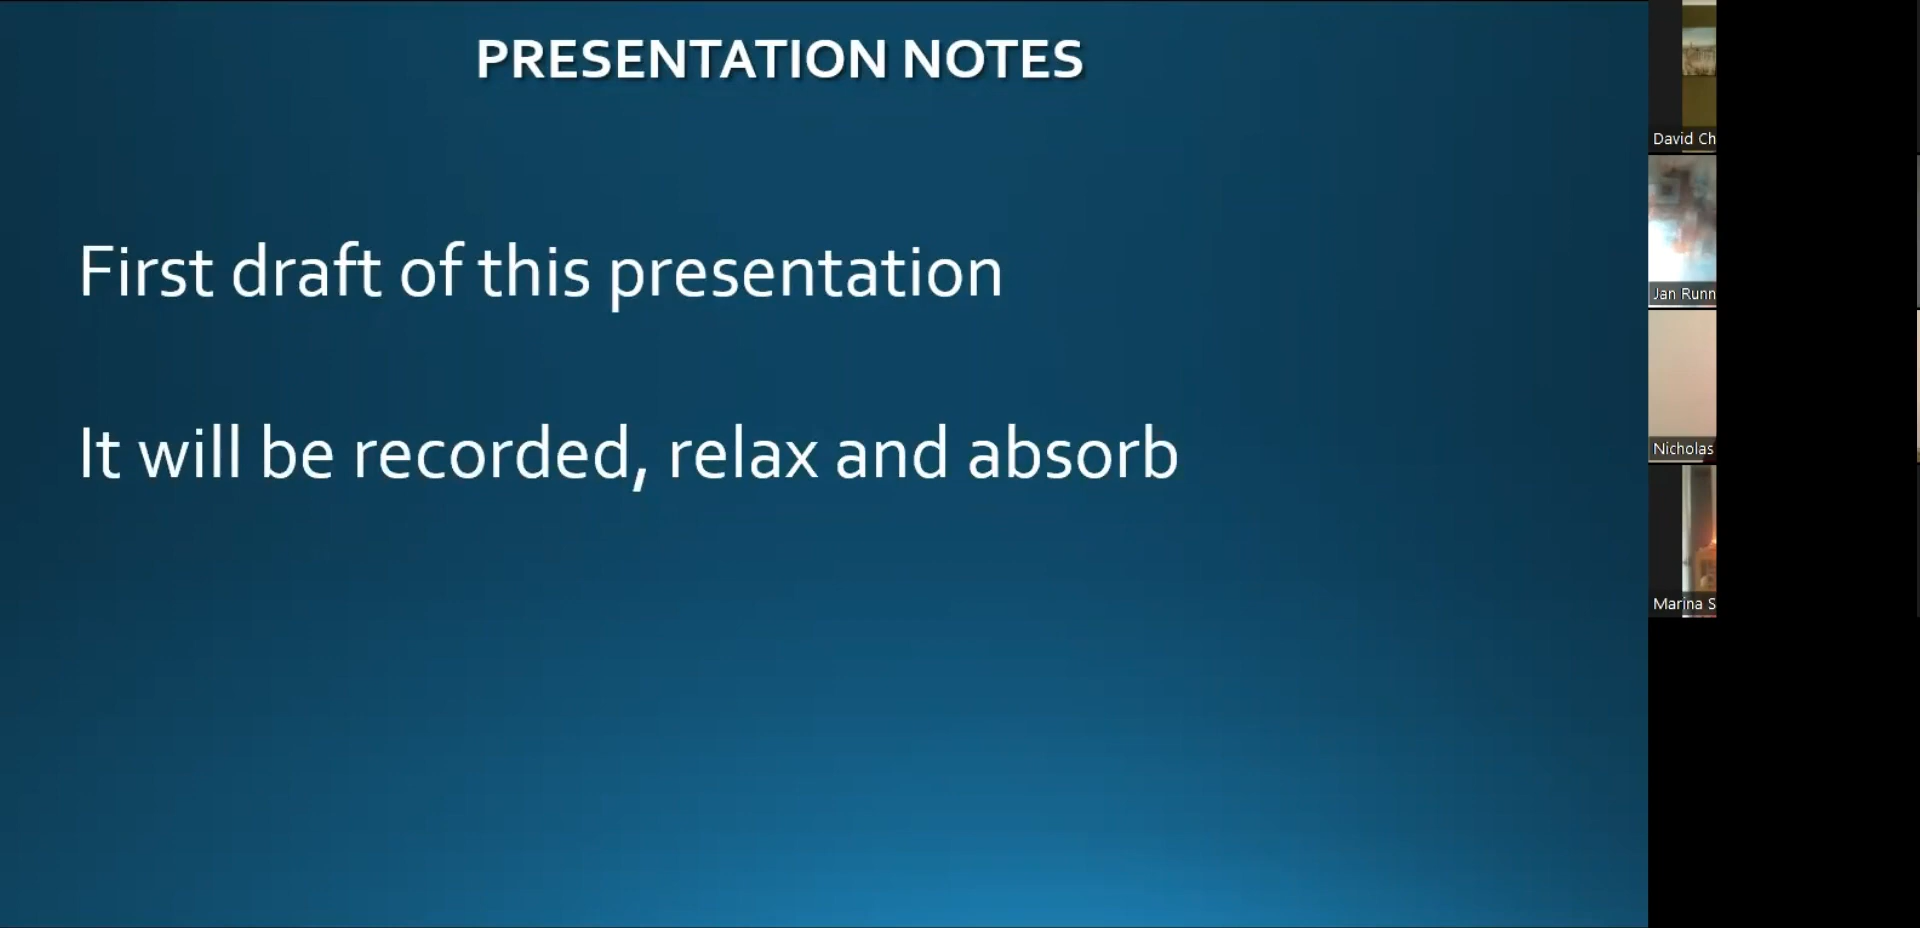 PRESENTATION NOTES
First draft of this presentation
It will be recorded, relax and absorb
David Ch
Jan Runn
Nicholas
Marina S